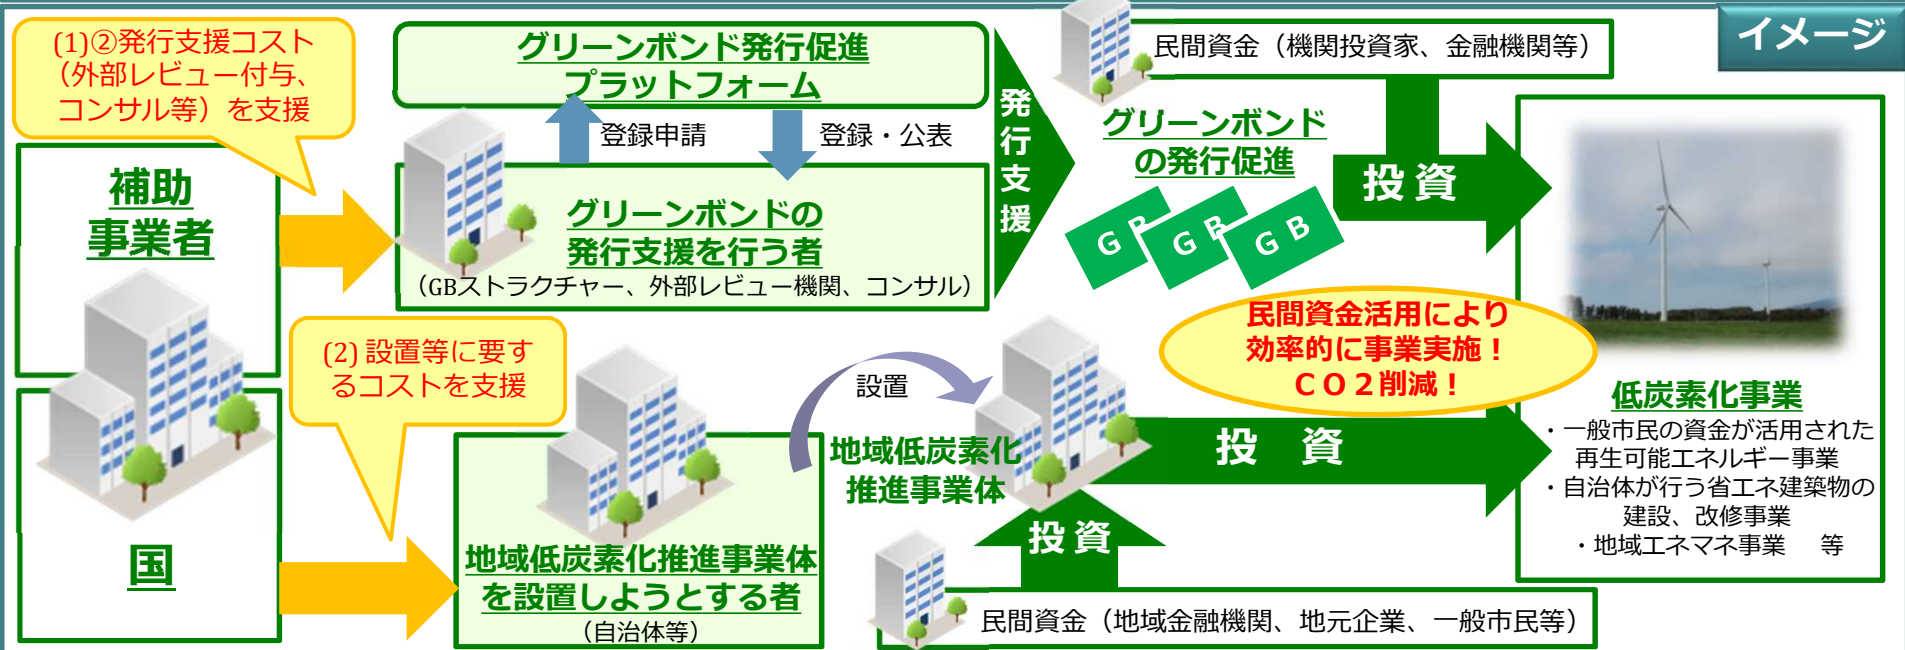 イメージ
(1)②発行支援コスト
（外部レビュー付与、
コンサル等）を支援
補助
事業者
国
グリーンボンド発行促進
プラットフォーム
登録申請
登録・公表
グリーンボンドの
発行支援を行う者
（GBストラクチャー、外部レビュー機関、コンサル）
発行支援
民間資金（機関投資家、金融機関等）
グリーンボンド
の発行促進
ＧＢ
ＧＢ
ＧＢ
投資
民間資金活用により
効率的に事業実施！
ＣＯ２削減！
(2) 設置等に要す
るコストを支援
地域低炭素化推進事業体
を設置しようとする者
（自治体等）
設置
地域低炭素化
推進事業体
投　資
投資
民間資金（地域金融機関、地元企業、一般市民等）
低炭素化事業
・一般市民の資金が活用された
再生可能エネルギー事業
・自治体が行う省エネ建築物の
建設、改修事業
・地域エネマネ事業　等